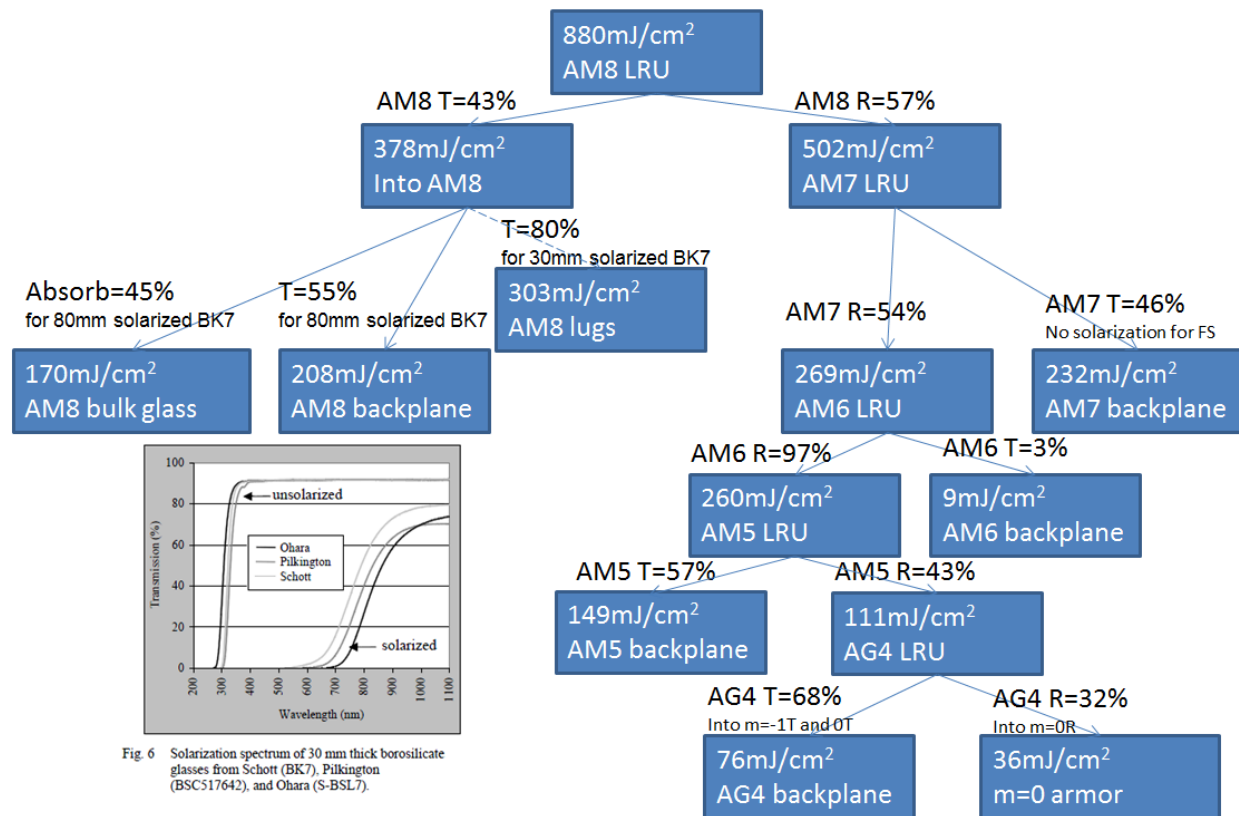 880mJ/cm²
AM8 LRU
AM8 T=43%
AM8 R=57%
378mJ/cm²
Into AM8
502mJ/cm²
AM7 LRU
T=80%
for 30mm solarized BK7
Absorb=45%
for 80mm solarized BK7
T=55%
for 80mm solarized BK7
303mJ/cm²
AM8 lugs
AM7 R=54%
AM7 T=46%
No solarization for FS
170mJ/cm²
AM8 bulk glass
208mJ/cm²
AM8 backplane
269mJ/cm²
AM6 LRU
232mJ/cm²
AM7 backplane
AM6 R=97%
AM6 T=3%
260mJ/cm²
AM5 LRU
9mJ/cm²
AM6 backplane
AM5 T=57%
AM5 R=43%
149mJ/cm²
AM5 backplane
111mJ/cm²
AG4 LRU
AG4 T=68%
Into m=-1T and 0T
AG4 R=32%
Into m=0R
76mJ/cm²
AG4 backplane
36mJ/cm²
m=0 armor
100
80
60
40
20
0
Transmission (%)
unsolarized
Ohara
Pilkington
Schott
solarized
200
300
400
500
600
700
800
900
1 000
1 100
Wavelength (nm)
Fig. 6 Solarization spectrum of 30 mm thick borosilicate
glasses from Schott (BK7), Pilkington
(BSC517642), and Ohara (S-BSL7).